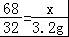 68/32 = x/3.2g